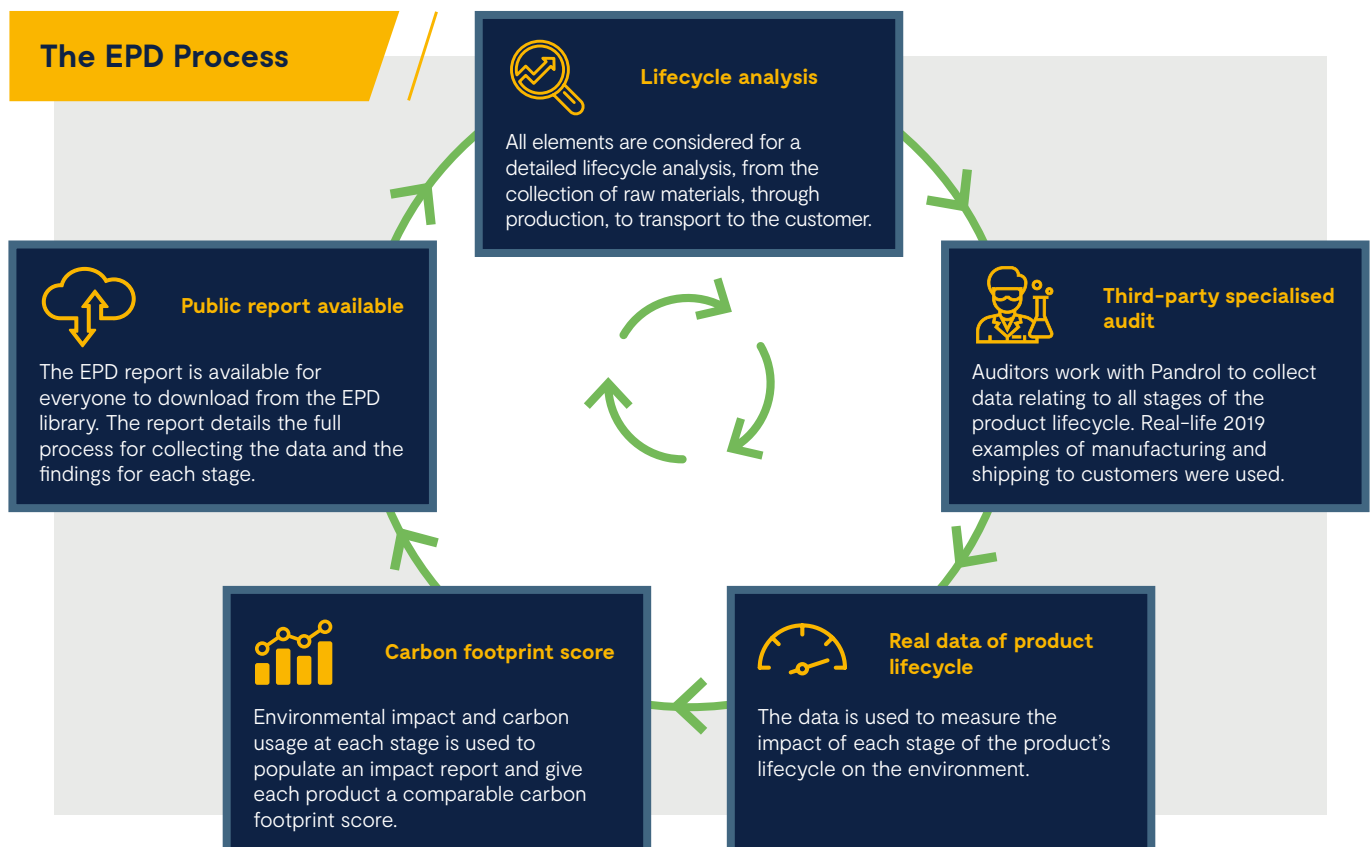 The EPD Process
Lifecycle analysis
All elements are considered for a
detailed lifecycle analysis, from the
collection of raw materials, through
production, to transport to the customer.
Third-party specialised
audit
Auditors work with Pandrol to collect
data relating to all stages of the
product lifecycle. Real-life 2019
examples of manufacturing and
shipping to customers were used.
Real data of product
lifecycle
The data is used to measure the
impact of each stage of the product's
lifecycle on the environment.
Carbon footprint score
Environmental impact and carbon
usage at each stage is used to
populate an impact report and give
each product a comparable carbon
footprint score.
Public report available
The EPD report is available for
everyone to download from the EPD
library. The report details the full
process for collecting the data and the
findings for each stage.